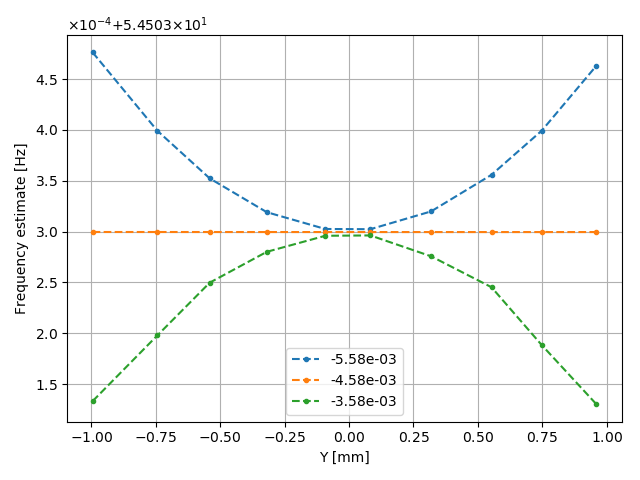 ×10⁻⁴+5.4503×10¹
4.5
4.0
3.5
3.0
2.5
2.0
1.5
Frequency estimate [Hz]
-5.58e-03
-4.58e-03
-3.58e-03
−1.00 −0.75 −0.50 −0.25 0.00 0.25 0.50 0.75 1.00
Y [mm]